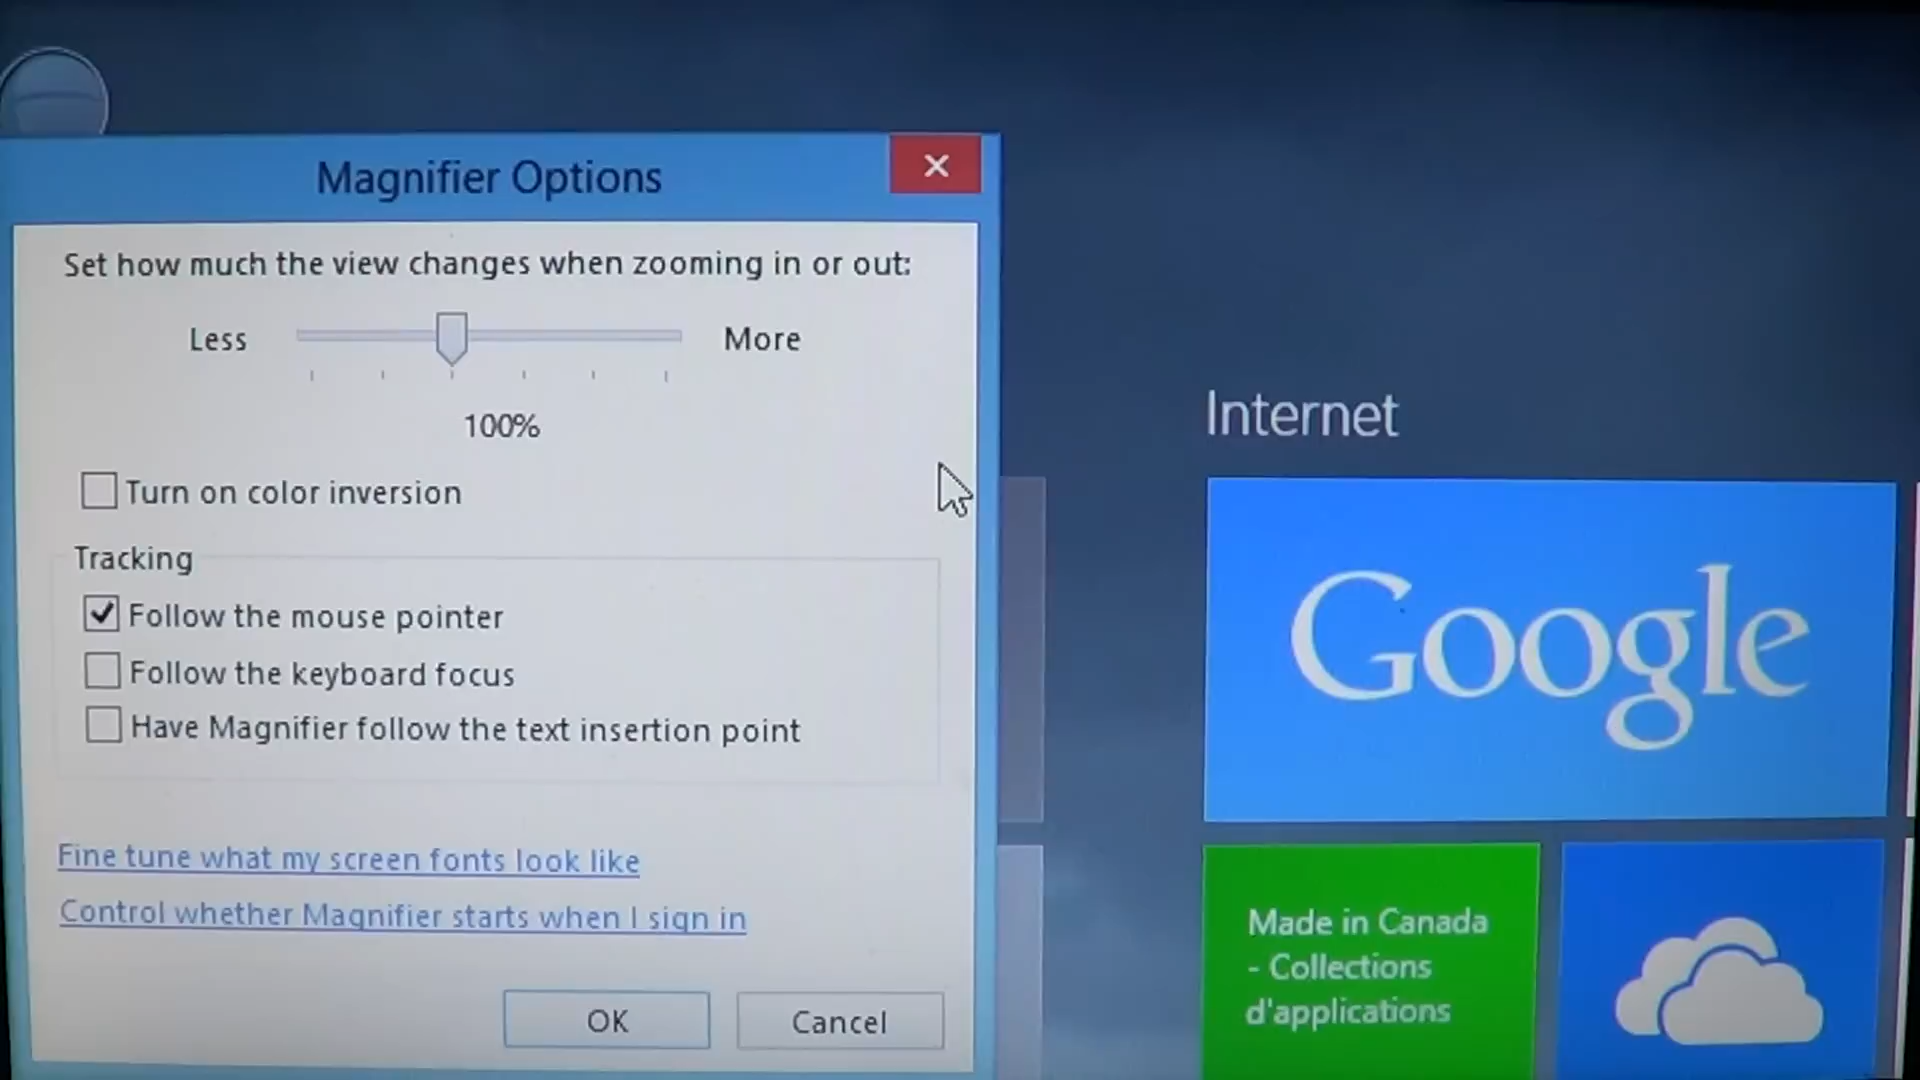 Magnifier Options
Set how much the view changes when zooming in or out:
Less
More
100%
Turn on color inversion
Tracking
Follow the mouse pointer
Follow the keyboard focus
Have Magnifier follow the text insertion point
Fine tune what my screen fonts look like
Control whether Magnifier starts when I sign in
OK
Cancel
Internet
Google
Made in Canada
- Collections
d'applications